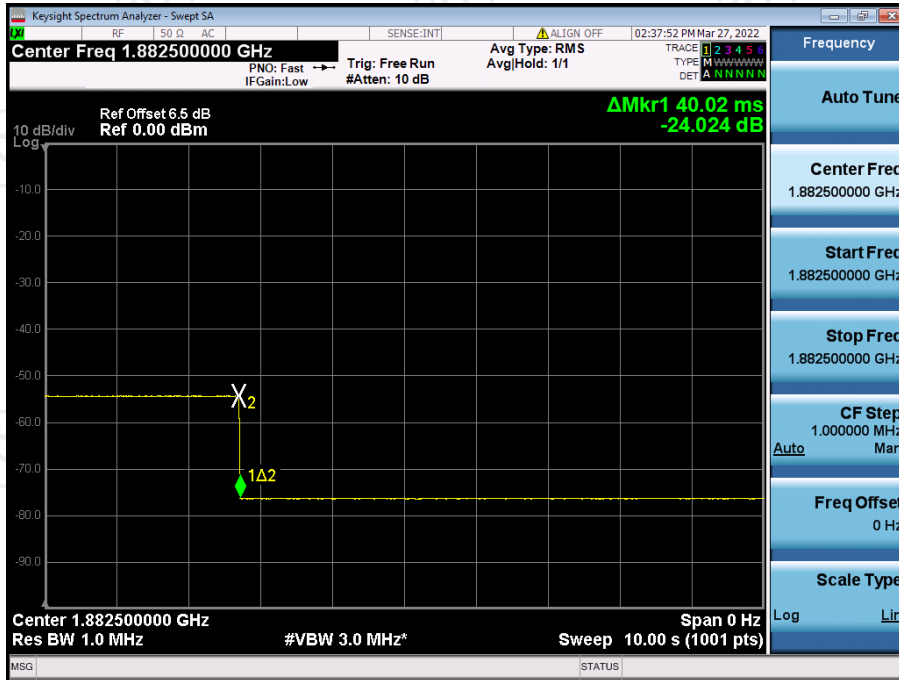 Keysight Spectrum Analyzer - Swept SA
LXI RF 50 Ω AC SENSE:INT ALIGN OFF 02:37:52 PM Mar 27, 2022
Center Freq 1.882500000 GHz
PNO: Fast
IFGain:Low
Trig: Free Run
#Atten: 10 dB
Avg Type: RMS
Avg|Hold: 1/1
TRACE 1 2 3 4 5 6
TYPE M WWWWW
DET A N N N N N
ΔMkr1 40.02 ms
-24.024 dB
Ref Offset 6.5 dB
10 dB/div Ref 0.00 dBm
Log
-10.0
-20.0
-30.0
-40.0
-50.0
-60.0
-70.0
-80.0
-90.0
X2
1Δ2
Center 1.882500000 GHz Span 0 Hz
Res BW 1.0 MHz #VBW 3.0 MHz* Sweep 10.00 s (1001 pts)
MSG STATUS
Frequency
Auto Tune
Center Freq
1.882500000 GHz
Start Freq
1.882500000 GHz
Stop Freq
1.882500000 GHz
CF Step
1.000000 MHz
Auto Man
Freq Offset
0 Hz
Scale Type
Log Lin